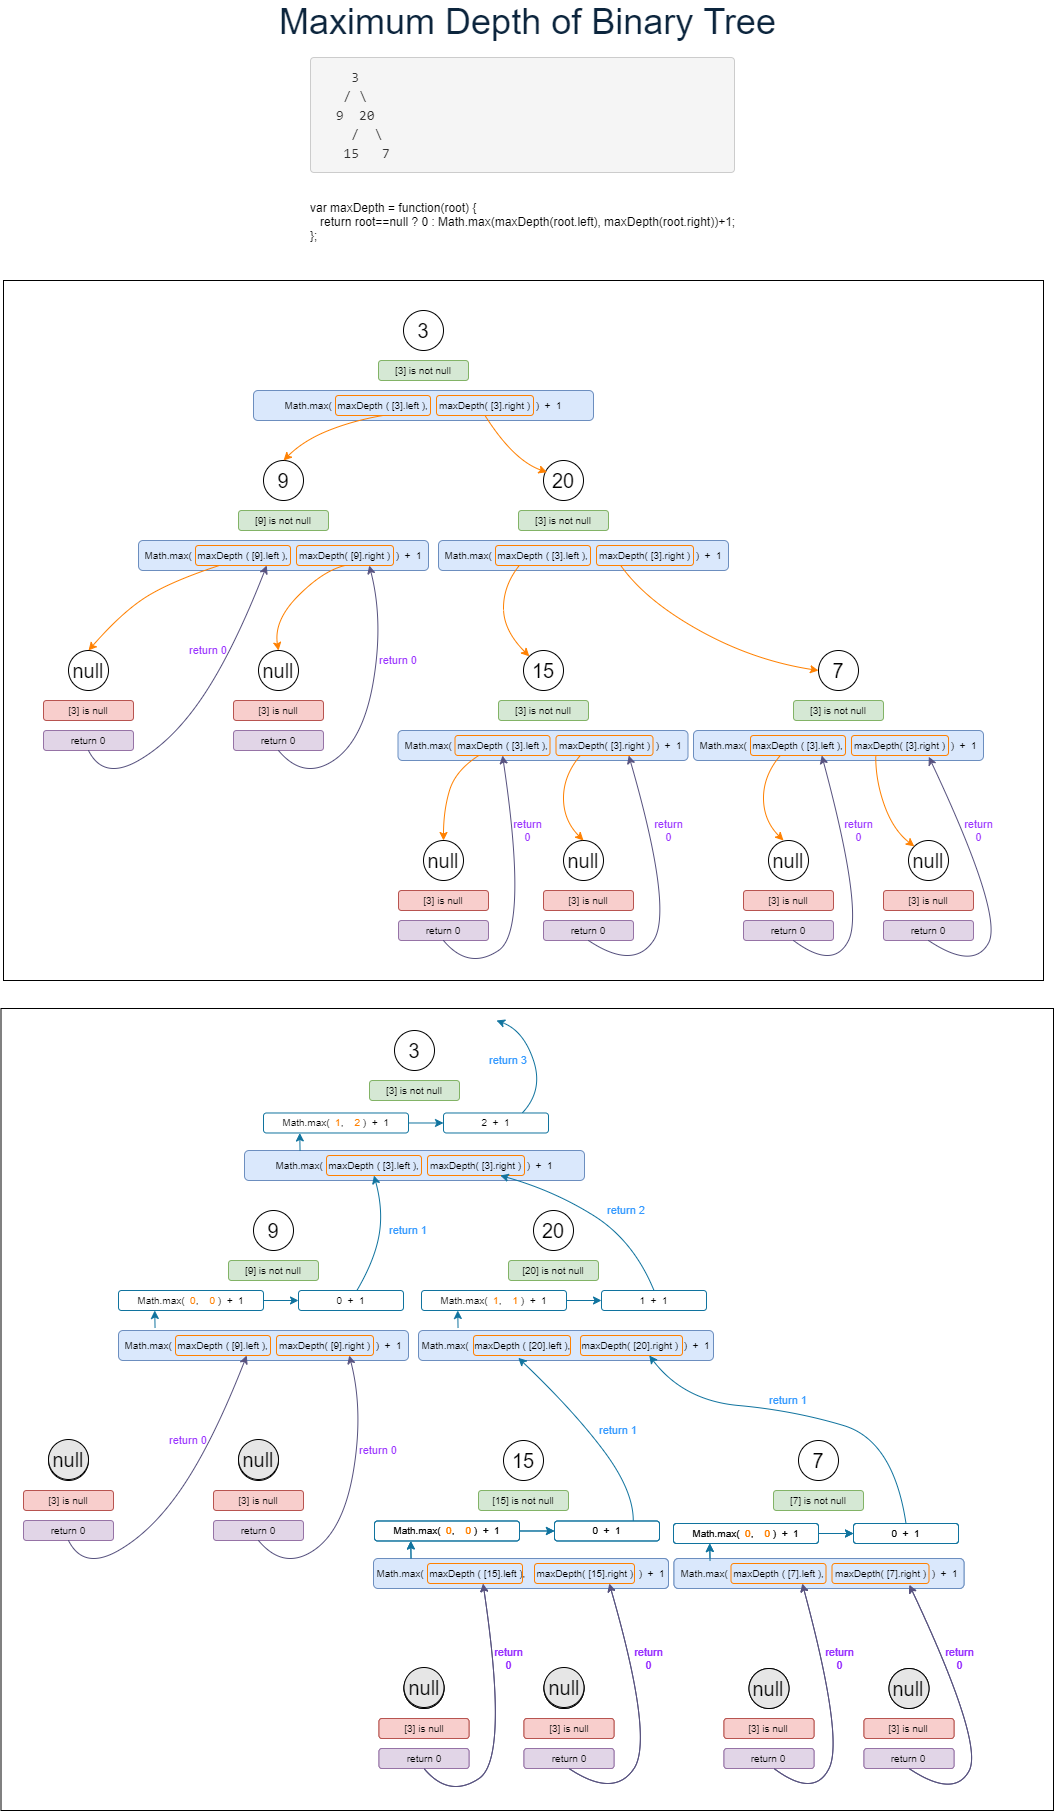 Maximum Depth of Binary Tree
3
/ \
9 20
/ \
15 7
var maxDepth = function(root) {
return root==null ? 0 : Math.max(maxDepth(root.left), maxDepth(root.right))+1;
};
3
[3] is not null
Math.max( maxDepth ( [3].left ), maxDepth( [3].right ) ) + 1
9 20
[9] is not null [3] is not null
Math.max( maxDepth ( [9].left ), maxDepth( [9].right ) ) + 1 Math.max( maxDepth ( [3].left ), maxDepth( [3].right ) ) + 1
return 0 return 0
null null 15 7
[3] is null [3] is null [3] is not null [3] is not null
return 0 return 0
Math.max( maxDepth ( [3].left ), maxDepth( [3].right ) ) + 1 Math.max( maxDepth ( [3].left ), maxDepth( [3].right ) ) + 1
return return return return
0 0 0 0
null null null null
[3] is null [3] is null [3] is null [3] is null
return 0 return 0 return 0 return 0
3
return 3
[3] is not null
Math.max( 1, 2 ) + 1 2 + 1
Math.max( maxDepth ( [3].left ), maxDepth( [3].right ) ) + 1
return 2
9 return 1 20
[9] is not null [20] is not null
Math.max( 0, 0 ) + 1 0 + 1 Math.max( 1, 1 ) + 1 1 + 1
Math.max( maxDepth ( [9].left ), maxDepth( [9].right ) ) + 1 Math.max( maxDepth ( [20].left ), maxDepth( [20].right ) ) + 1
return 1
return 1
return 0 return 0
null null 15 7
[3] is null [3] is null [15] is not null [7] is not null
return 0 return 0 Math.max( 0, 0 ) + 1 0 + 1 Math.max( 0, 0 ) + 1 0 + 1
Math.max( maxDepth ( [15].left ), maxDepth( [15].right ) ) + 1 Math.max( maxDepth ( [7].left ), maxDepth( [7].right ) ) + 1
return return return return
0 0 0 0
null null null null
[3] is null [3] is null [3] is null [3] is null
return 0 return 0 return 0 return 0